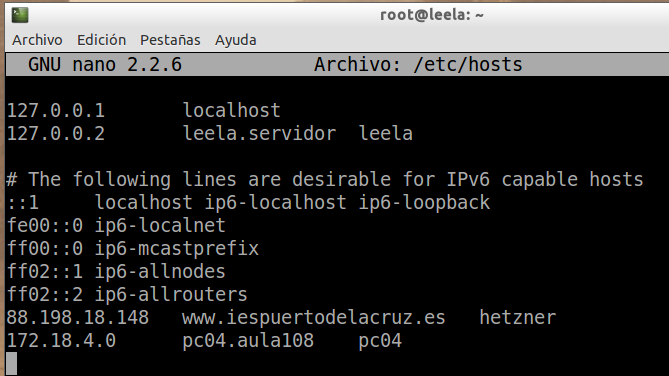 root@leela: ~
Archivo Edición Pestañas Ayuda
GNU nano 2.2.6 Archivo: /etc/hosts
127.0.0.1 localhost
127.0.0.2 leela.servidor leela
# The following lines are desirable for IPv6 capable hosts
::1 localhost ip6-localhost ip6-loopback
fe00::0 ip6-localnet
ff00::0 ip6-mcastprefix
ff02::1 ip6-allnodes
ff02::2 ip6-allrouters
88.198.18.148 www.iespuertodelacruz.es hetzner
172.18.4.0 pc04.aula108 pc04